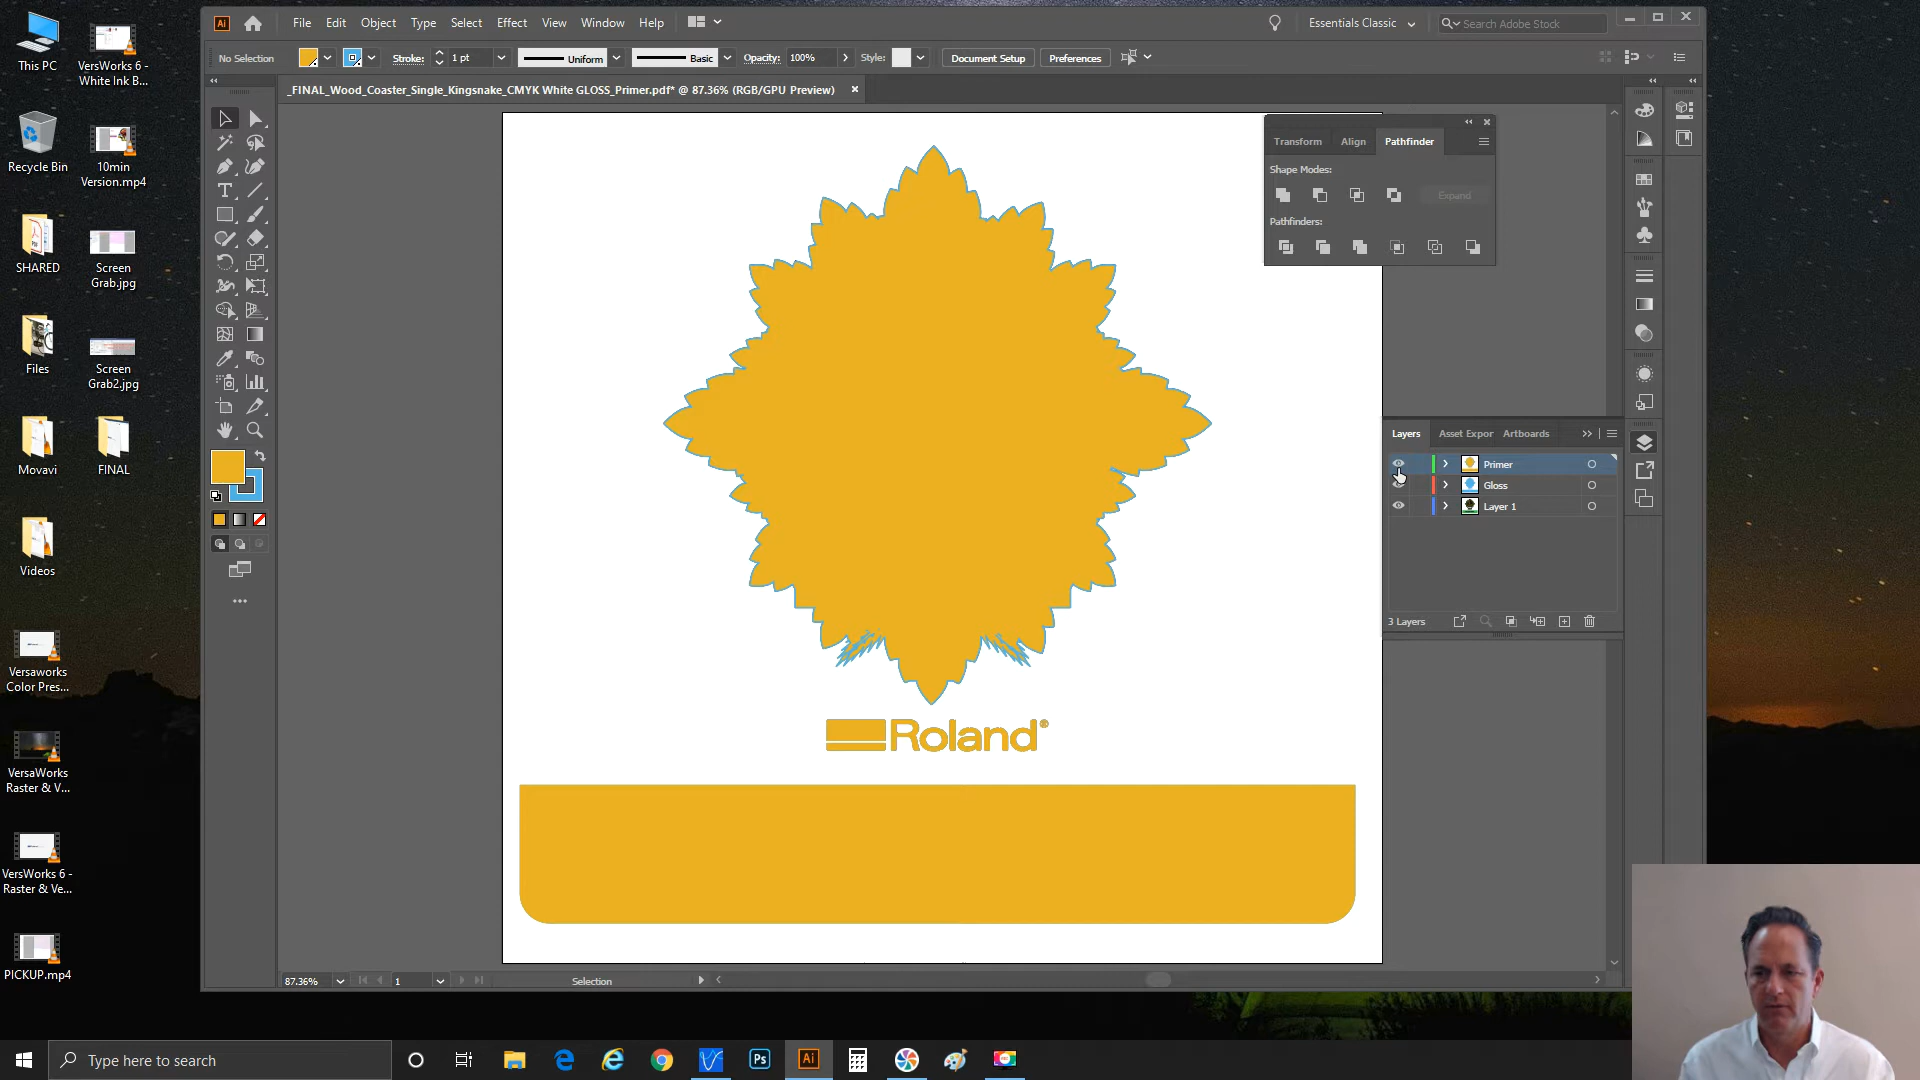 This PC
VersWorks 6 -
White Ink B...
Recycle Bin
10min
Version.mp4
SHARED
Screen
Grab.jpg
Files
Screen
Grab2.jpg
Movavi
FINAL
Videos
Versaworks
Color Pres...
VersaWorks
Raster & V...
VersWorks 6 -
Raster & Ve...
PICKUP.mp4
Ai
File Edit Object Type Select Effect View Window Help
Essentials Classic
Search Adobe Stock
No Selection
Stroke: 1 pt Uniform Basic Opacity: 100% Style: Document Setup Preferences
_FINAL_Wood_Coaster_Single_Kingsnake_CMYK White GLOSS_Primer.pdf* @ 87.36% (RGB/GPU Preview)
Transform Align Pathfinder
Shape Modes:
Expand
Pathfinders:
Layers Asset Expor Artboards
Primer
Gloss
Layer 1
3 Layers
Roland®
87.36% 1 Selection
Type here to search
Ps
Ai